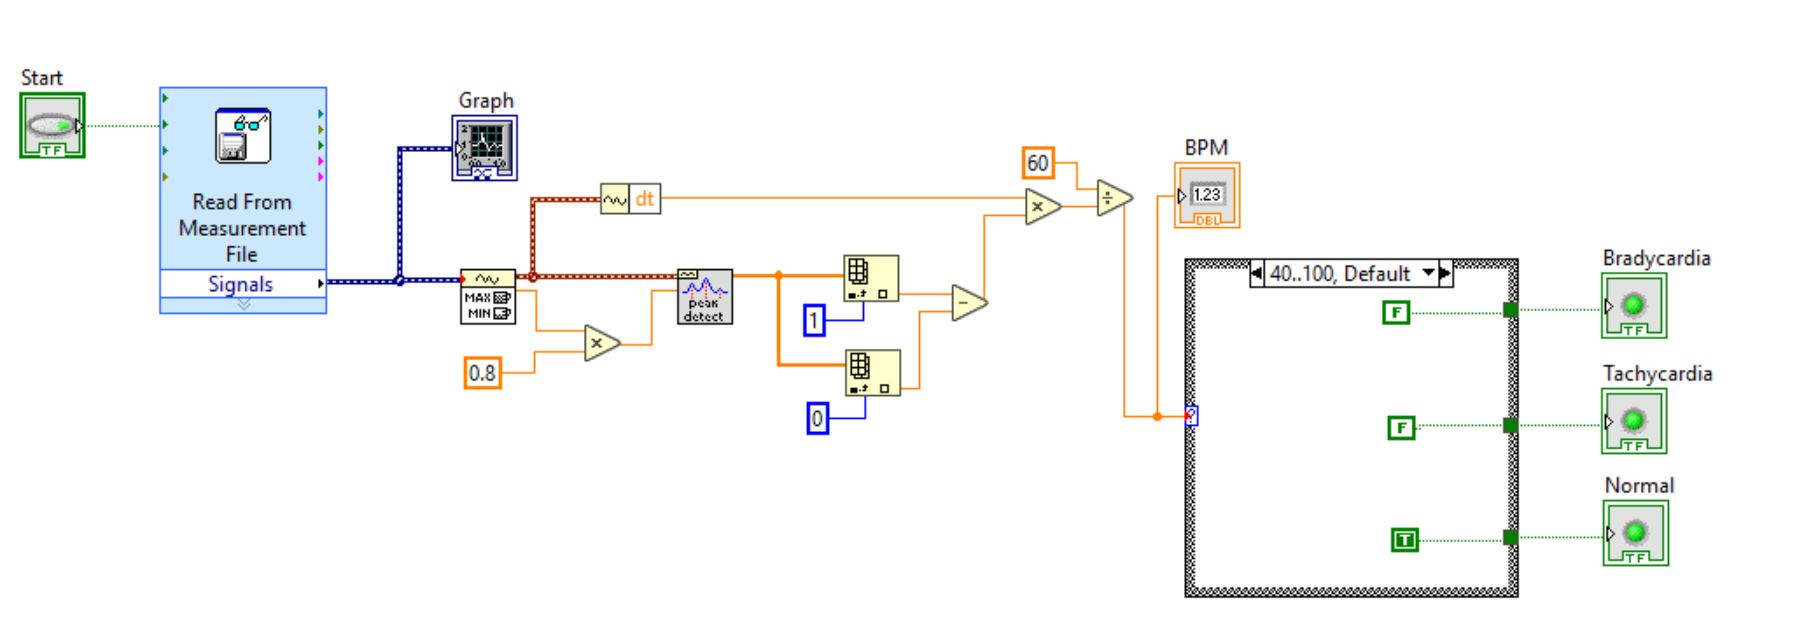 Start
TF
Read From
Measurement
File
Signals
Graph
dt
MAX
MIN
0.8
×
peak
detect
1
0
-
60
×
÷
BPM
1.23
DBL
40..100, Default
?
F
F
T
Bradycardia
TF
Tachycardia
TF
Normal
TF